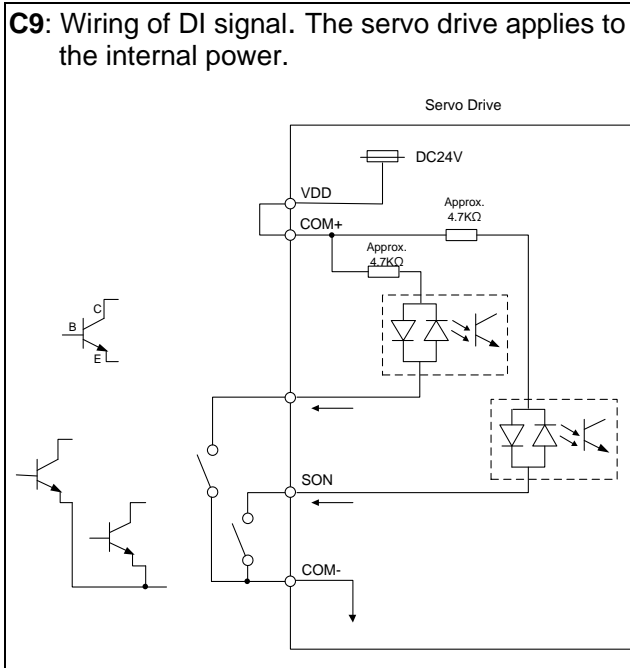 C9: Wiring of DI signal. The servo drive applies to
the internal power.
Servo Drive
DC24V
VDD
COM+
Approx.
4.7KΩ
Approx.
4.7KΩ
C
B
E
SON
COM-